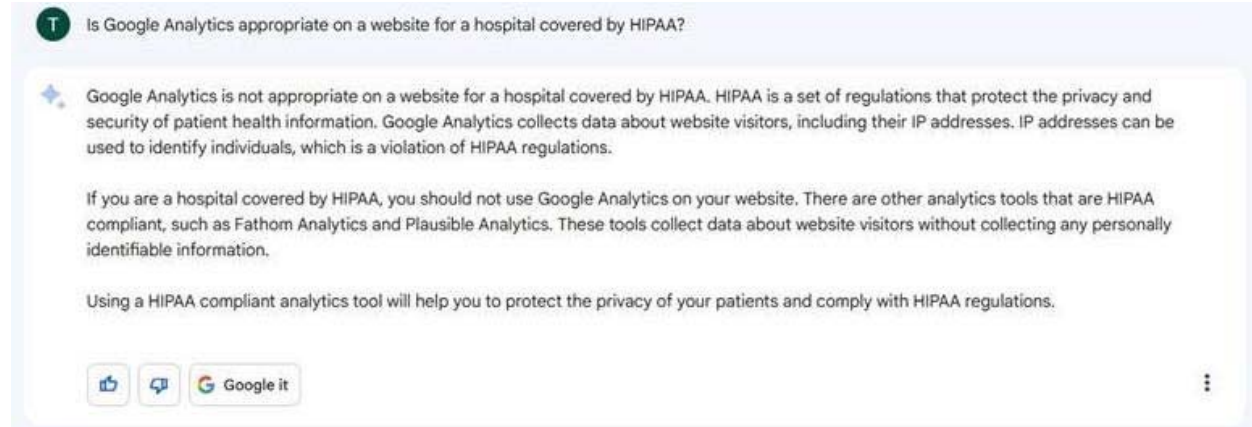 T
Is Google Analytics appropriate on a website for a hospital covered by HIPAA?
Google Analytics is not appropriate on a website for a hospital covered by HIPAA. HIPAA is a set of regulations that protect the privacy and
security of patient health information. Google Analytics collects data about website visitors, including their IP addresses. IP addresses can be
used to identify individuals, which is a violation of HIPAA regulations.
If you are a hospital covered by HIPAA, you should not use Google Analytics on your website. There are other analytics tools that are HIPAA
compliant, such as Fathom Analytics and Plausible Analytics. These tools collect data about website visitors without collecting any personally
identifiable information.
Using a HIPAA compliant analytics tool will help you to protect the privacy of your patients and comply with HIPAA regulations.
G Google it